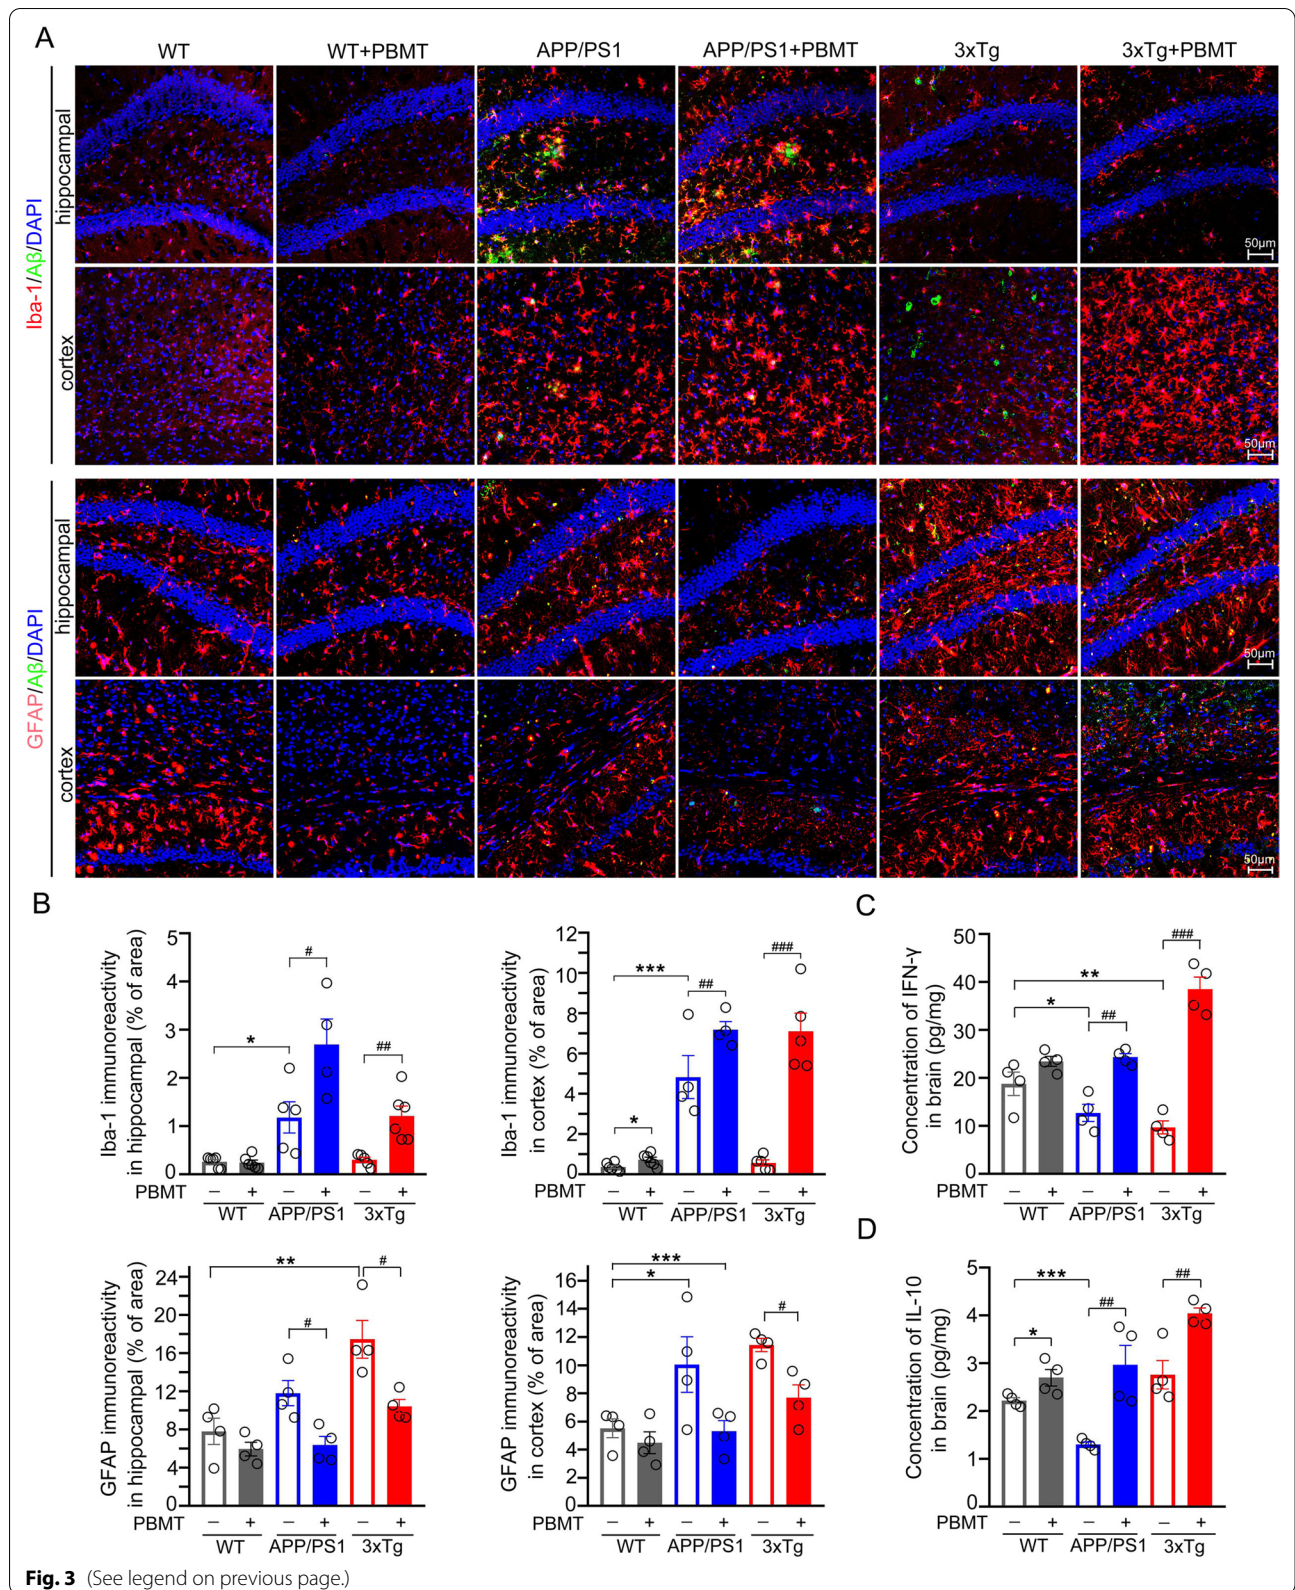 A
WT WT+PBMT APP/PS1 APP/PS1+PBMT 3xTg 3xTg+PBMT
Iba-1/Aβ/DAPI
hippocampal
50μm
cortex
50μm
GFAP/Aβ/DAPI
hippocampal
50μm
cortex
50μm
B
Iba-1 immunoreactivity
in hippocampal (% of area)
5
4
3
2
1
0
* # ##
PBMT – + – + – +
WT APP/PS1 3xTg
Iba-1 immunoreactivity
in cortex (% of area)
12
10
8
6
4
2
0
* *** ## ###
PBMT – + – + – +
WT APP/PS1 3xTg
C
Concentration of IFN-γ
in brain (pg/mg)
50
40
30
20
10
0
* ** ## ###
PBMT – + – + – +
WT APP/PS1 3xTg
GFAP immunoreactivity
in hippocampal (% of area)
24
20
16
12
8
4
0
** # #
PBMT – + – + – +
WT APP/PS1 3xTg
GFAP immunoreactivity
in cortex (% of area)
16
14
12
10
8
6
4
2
0
*** * #
PBMT – + – + – +
WT APP/PS1 3xTg
D
Concentration of IL-10
in brain (pg/mg)
5
4
3
2
1
0
* *** ## ##
PBMT – + – + – +
WT APP/PS1 3xTg
Fig. 3 (See legend on previous page.)